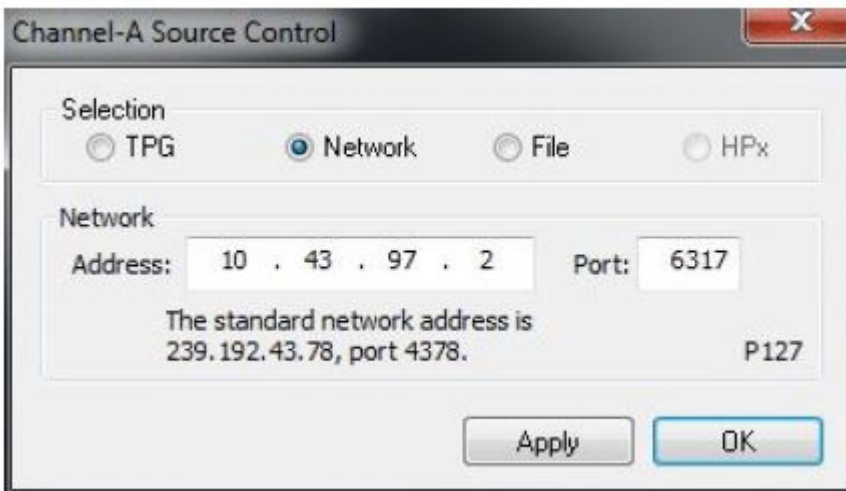 Channel-A Source Control
Selection
TPG Network File HPx
Network
Address: 10 . 43 . 97 . 2 Port: 6317
The standard network address is
239.192.43.78, port 4378. P127
Apply OK